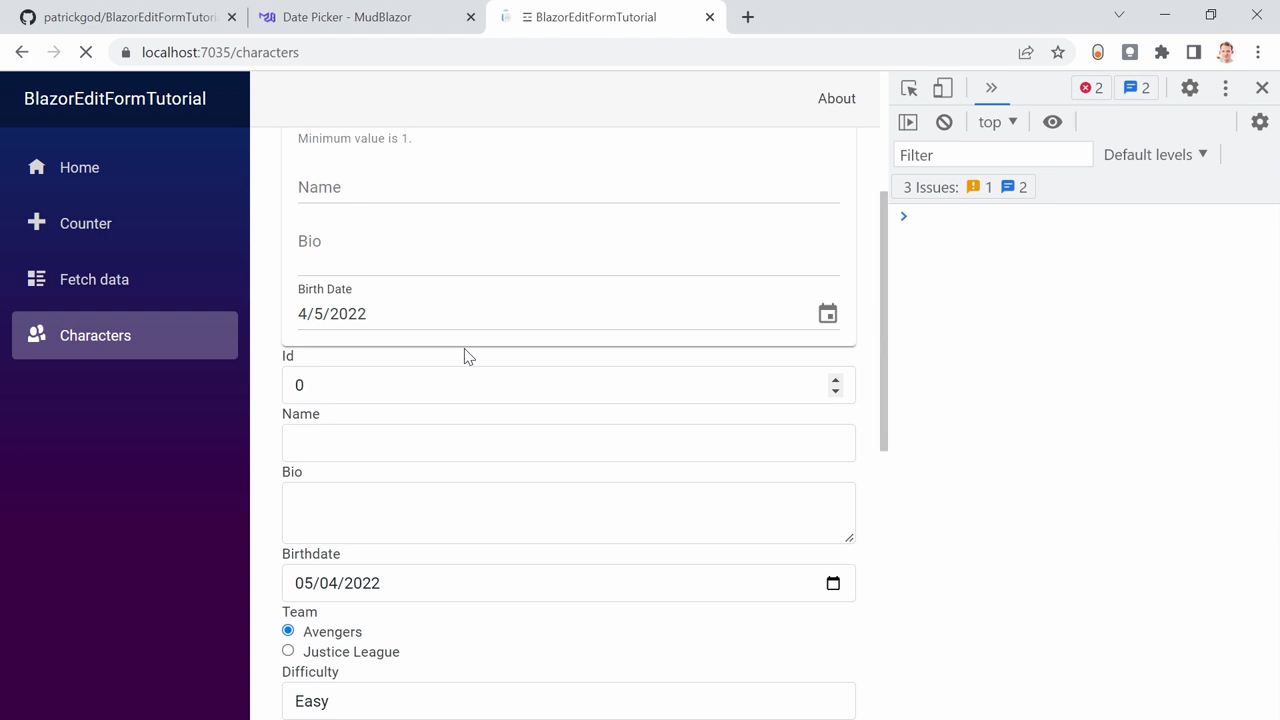 patrickgod/BlazorEditFormTutoria
Date Picker - MudBlazor
BlazorEditFormTutorial
localhost:7035/characters
BlazorEditFormTutorial
About
Home
Counter
Fetch data
Characters
Minimum value is 1.
Name
Bio
Birth Date
4/5/2022
Id
0
Name
Bio
Birthdate
05/04/2022
Team
Avengers
Justice League
Difficulty
Easy
2
2
top
Filter
Default levels
3 Issues: 1 2